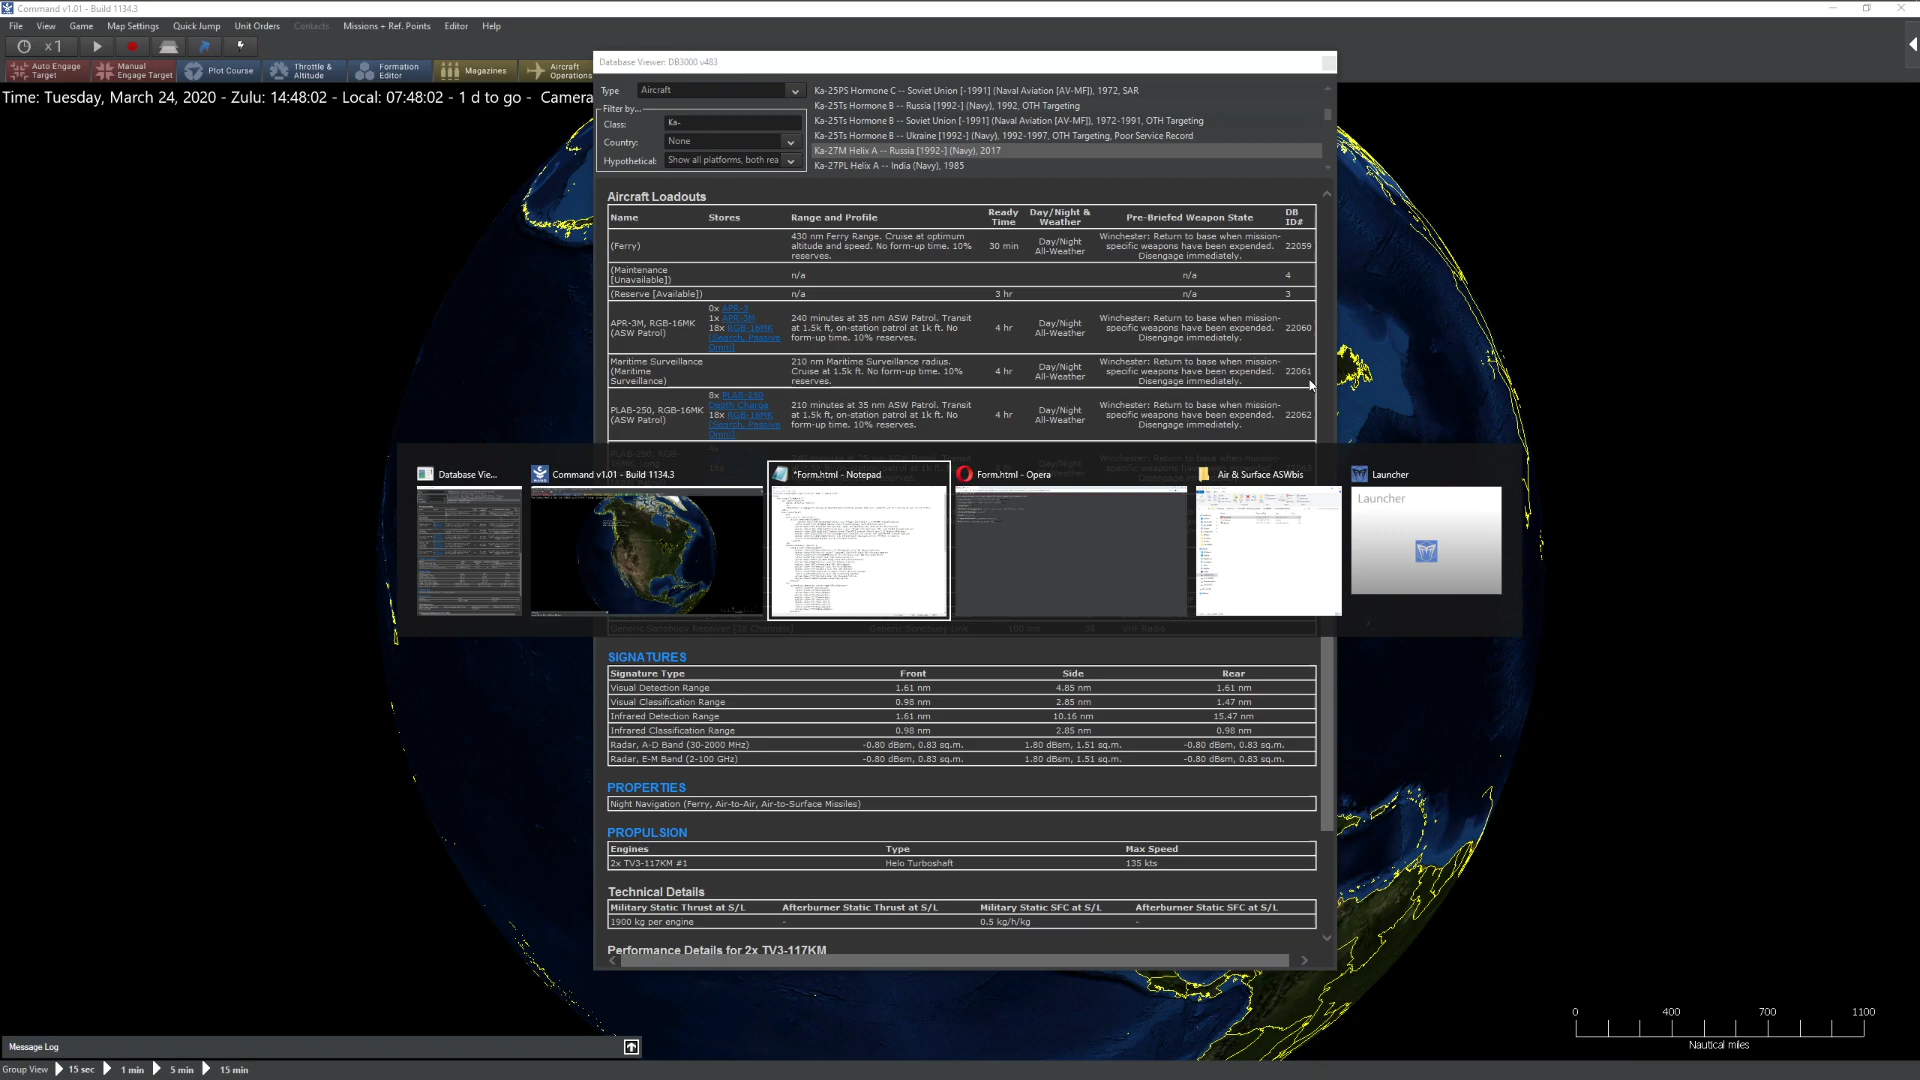 Command v1.01 - Build 1134.3
File View Game Map Settings Quick Jump Unit Orders Contacts Missions + Ref. Points Editor Help
x1
Auto Engage Target
Manual Engage Target
Plot Course
Throttle & Altitude
Formation Editor
Magazines
Aircraft Operations
Time: Tuesday, March 24, 2020 - Zulu: 14:48:02 - Local: 07:48:02 - 1 d to go - Camera
Database Viewer: DB3000 v483
Type Aircraft
Filter by...
Class: Ka-
Country: None
Hypothetical: Show all platforms, both rea
Ka-25PS Hormone C -- Soviet Union [-1991] (Naval Aviation [AV-MF]), 1972, SAR
Ka-25Ts Hormone B -- Russia [1992-] (Navy), 1992, OTH Targeting
Ka-25Ts Hormone B -- Soviet Union [-1991] (Naval Aviation [AV-MF]), 1972-1991, OTH Targeting
Ka-25Ts Hormone B -- Ukraine [1992-] (Navy), 1992-1997, OTH Targeting, Poor Service Record
Ka-27M Helix A -- Russia [1992-] (Navy), 2017
Ka-27PL Helix A -- India (Navy), 1985
Aircraft Loadouts
Name Stores Range and Profile Ready Time Day/Night & Weather Pre-Briefed Weapon State DB ID#
(Ferry) 430 nm Ferry Range. Cruise at optimum altitude and speed. No form-up time. 10% reserves. 30 min Day/Night All-Weather Winchester: Return to base when mission-specific weapons have been expended. Disengage immediately. 22059
(Maintenance [Unavailable]) n/a n/a 4
(Reserve [Available]) n/a 3 hr n/a 3
APR-3M, RGB-16MK (ASW Patrol) 0x APR-3 1x APR-3M 18x RGB-16MK [Search, Passive Omni] 240 minutes at 35 nm ASW Patrol. Transit at 1.5k ft, on-station patrol at 1k ft. No form-up time. 10% reserves. 4 hr Day/Night All-Weather Winchester: Return to base when mission-specific weapons have been expended. Disengage immediately. 22060
Maritime Surveillance (Maritime Surveillance) 210 nm Maritime Surveillance radius. Cruise at 1.5k ft. No form-up time. 10% reserves. 4 hr Day/Night All-Weather Winchester: Return to base when mission-specific weapons have been expended. Disengage immediately. 22061
PLAB-250, RGB-16MK (ASW Patrol) 8x PLAB-250 Depth Charge 18x RGB-16MK [Search, Passive Omni] 210 minutes at 35 nm ASW Patrol. Transit at 1.5k ft, on-station patrol at 1k ft. No form-up time. 10% reserves. 4 hr Day/Night All-Weather Winchester: Return to base when mission-specific weapons have been expended. Disengage immediately. 22062
Database Vie...
Command v1.01 - Build 1134.3
*Form.html - Notepad
Form.html - Opera
Air & Surface ASWbis
Launcher
Launcher
Generic Sonobuoy Receiver [30 Channels] Generic Sonobuoy Link 100 nm 30 VHF Radio
SIGNATURES
Signature Type Front Side Rear
Visual Detection Range 1.61 nm 4.85 nm 1.61 nm
Visual Classification Range 0.98 nm 2.85 nm 1.47 nm
Infrared Detection Range 1.61 nm 10.16 nm 15.47 nm
Infrared Classification Range 0.98 nm 2.85 nm 0.98 nm
Radar, A-D Band (30-2000 MHz) -0.80 dBsm, 0.83 sq.m. 1.80 dBsm, 1.51 sq.m. -0.80 dBsm, 0.83 sq.m.
Radar, E-M Band (2-100 GHz) -0.80 dBsm, 0.83 sq.m. 1.80 dBsm, 1.51 sq.m. -0.80 dBsm, 0.83 sq.m.
PROPERTIES
Night Navigation (Ferry, Air-to-Air, Air-to-Surface Missiles)
PROPULSION
Engines Type Max Speed
2x TV3-117KM #1 Helo Turboshaft 135 kts
Technical Details
Military Static Thrust at S/L Afterburner Static Thrust at S/L Military Static SFC at S/L Afterburner Static SFC at S/L
1900 kg per engine - 0.5 kg/h/kg -
Performance Details for 2x TV3-117KM
0 400 700 1100
Nautical miles
Message Log
Group View 15 sec 1 min 5 min 15 min